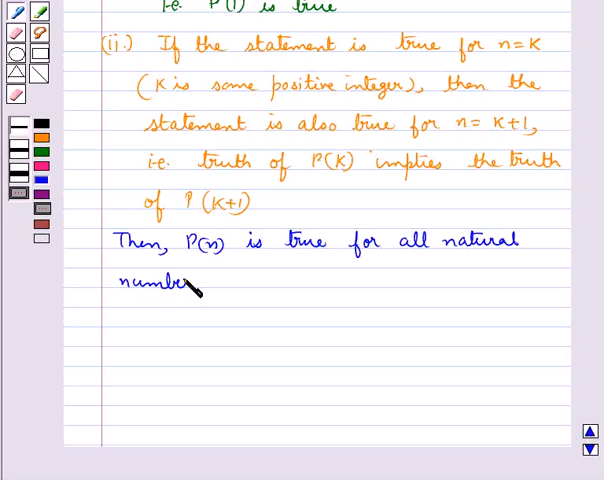 i.e. P(1) is true
(ii.) If the statement is true for n=K
(K is some positive integer), then the
statement is also true for n= K+1,
i.e. truth of P(K) implies the truth
of P(K+1)
Then, P(n) is true for all natural
number